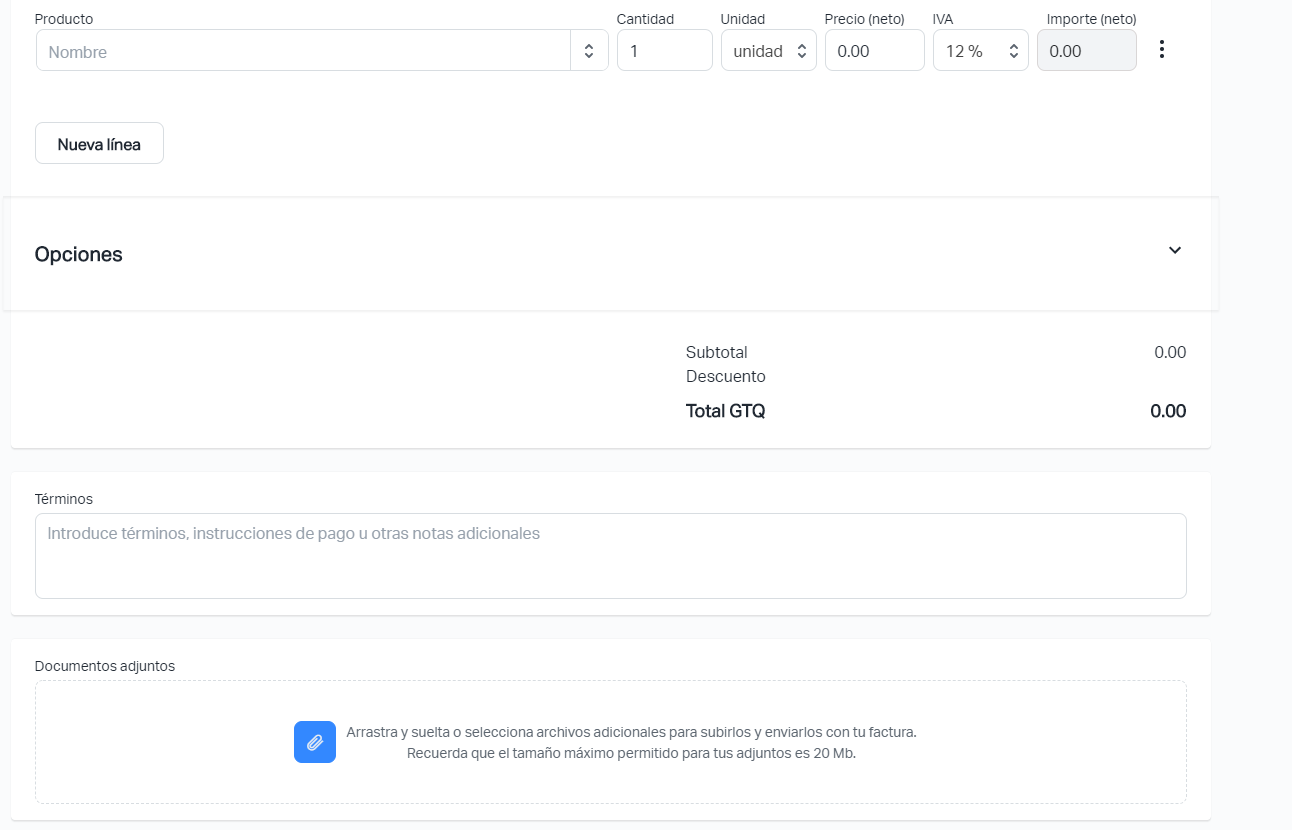 Producto Cantidad Unidad Precio (neto) IVA Importe (neto)
Nombre 1 unidad 0.00 12 % 0.00
Nueva línea
Opciones
Subtotal 0.00
Descuento
Total GTQ 0.00
Términos
Introduce términos, instrucciones de pago u otras notas adicionales
Documentos adjuntos
Arrastra y suelta o selecciona archivos adicionales para subirlos y enviarlos con tu factura.
Recuerda que el tamaño máximo permitido para tus adjuntos es 20 Mb.